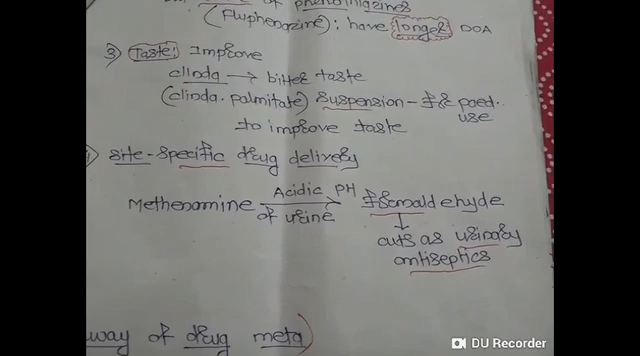 of phenothiazines
(Fluphenazine): have longer DOA
3) Taste: Improve
clinda → bitter taste
(clinda. palmitate) suspension - for paed. use
to improve taste
site-specific drug delivery
Methenamine Acidic PH of urine → Formaldehyde
↓
acts as urinary
antiseptics
way of drug meta
DU Recorder